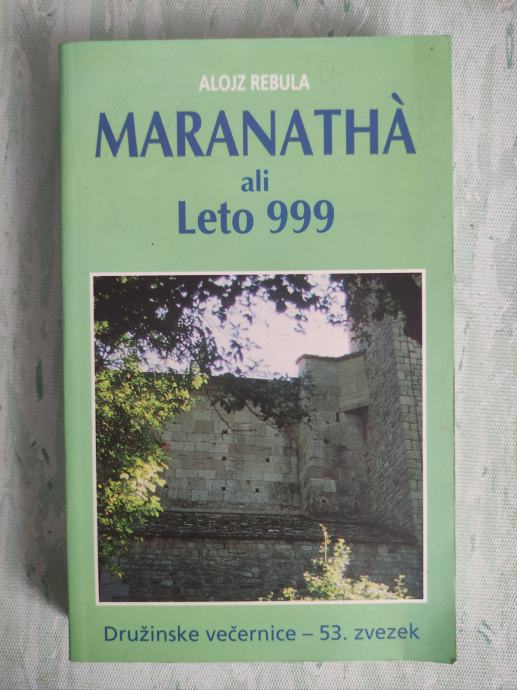 ALOJZ REBULA
MARANATHÀ
ali
Leto 999
Družinske večernice – 53. zvezek